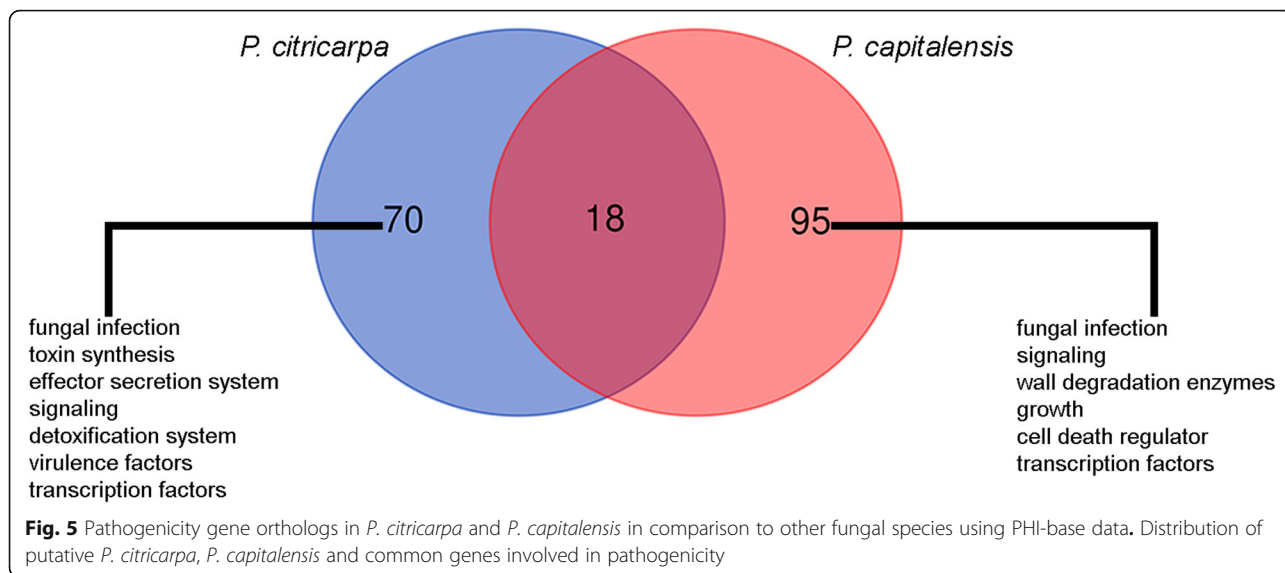 P. citricarpa
P. capitalensis
70
18
95
fungal infection
toxin synthesis
effector secretion system
signaling
detoxification system
virulence factors
transcription factors
fungal infection
signaling
wall degradation enzymes
growth
cell death regulator
transcription factors
Fig. 5 Pathogenicity gene orthologs in P. citricarpa and P. capitalensis in comparison to other fungal species using PHI-base data. Distribution of
putative P. citricarpa, P. capitalensis and common genes involved in pathogenicity